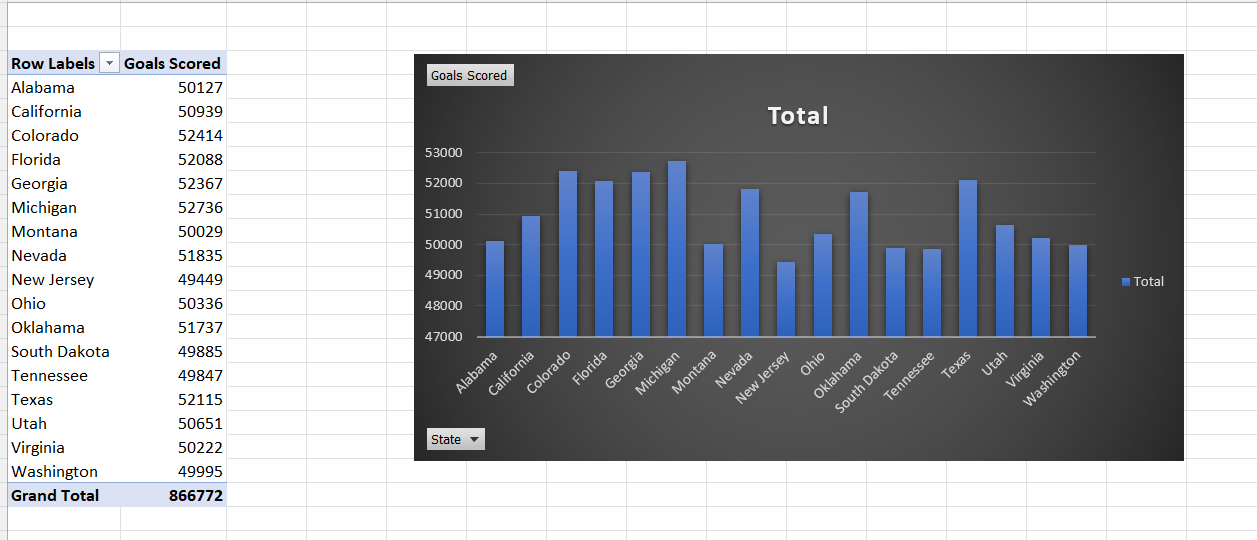 Row Labels Goals Scored
Alabama 50127
California 50939
Colorado 52414
Florida 52088
Georgia 52367
Michigan 52736
Montana 50029
Nevada 51835
New Jersey 49449
Ohio 50336
Oklahoma 51737
South Dakota 49885
Tennessee 49847
Texas 52115
Utah 50651
Virginia 50222
Washington 49995
Grand Total 866772
Goals Scored
Total
53000
52000
51000
50000
49000
48000
47000
Alabama California Colorado Florida Georgia Michigan Montana Nevada New Jersey Ohio Oklahoma South Dakota Tennessee Texas Utah Virginia Washington
Total
State